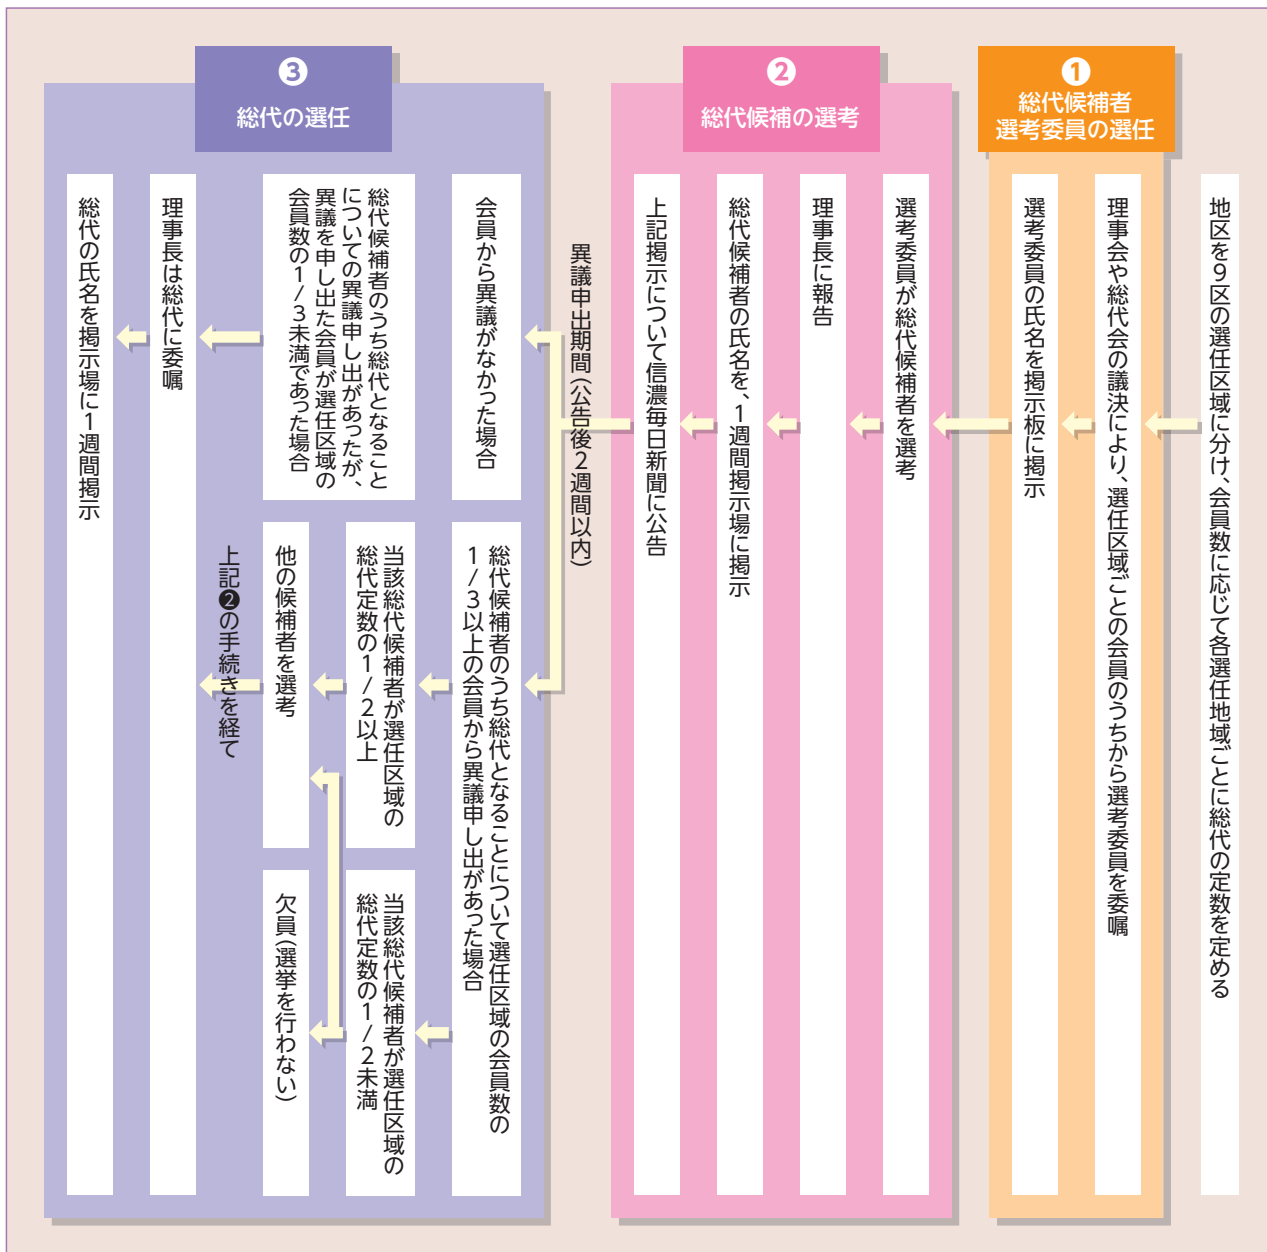 地区を9区の選任区域に分け、会員数に応じて各選任地域ごとに総代の定数を定める
❶
総代候補者
選考委員の選任
理事会や総代会の議決により、選任区域ごとの会員のうちから選考委員を委嘱
選考委員の氏名を掲示板に掲示
❷
総代候補の選考
選考委員が総代候補者を選考
理事長に報告
総代候補者の氏名を、1週間掲示場に掲示
上記掲示について信濃毎日新聞に公告
異議申出期間(公告後2週間以内)
❸
総代の選任
会員から異議がなかった場合
総代候補者のうち総代となること
についての異議申し出があったが、
異議を申し出た会員が選任区域の
会員数の1/3未満であった場合
総代候補者のうち総代となることについて選任区域の会員数の
1/3以上の会員から異議申し出があった場合
当該総代候補者が選任区域の
総代定数の1/2以上
他の候補者を選考
上記❷の手続きを経て
当該総代候補者が選任区域の
総代定数の1/2未満
欠員(選挙を行わない)
理事長は総代に委嘱
総代の氏名を掲示場に1週間掲示